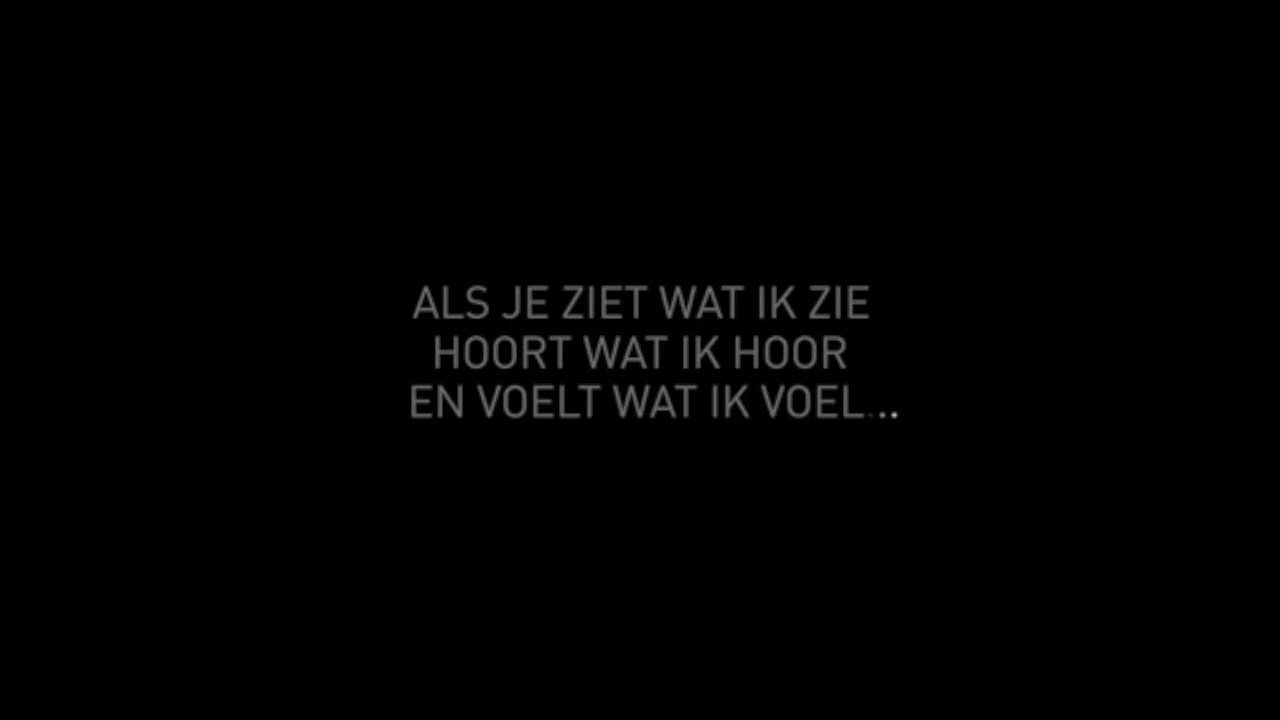 ALS JE ZIET WAT IK ZIE
HOORT WAT IK HOOR
EN VOELT WAT IK VOEL...